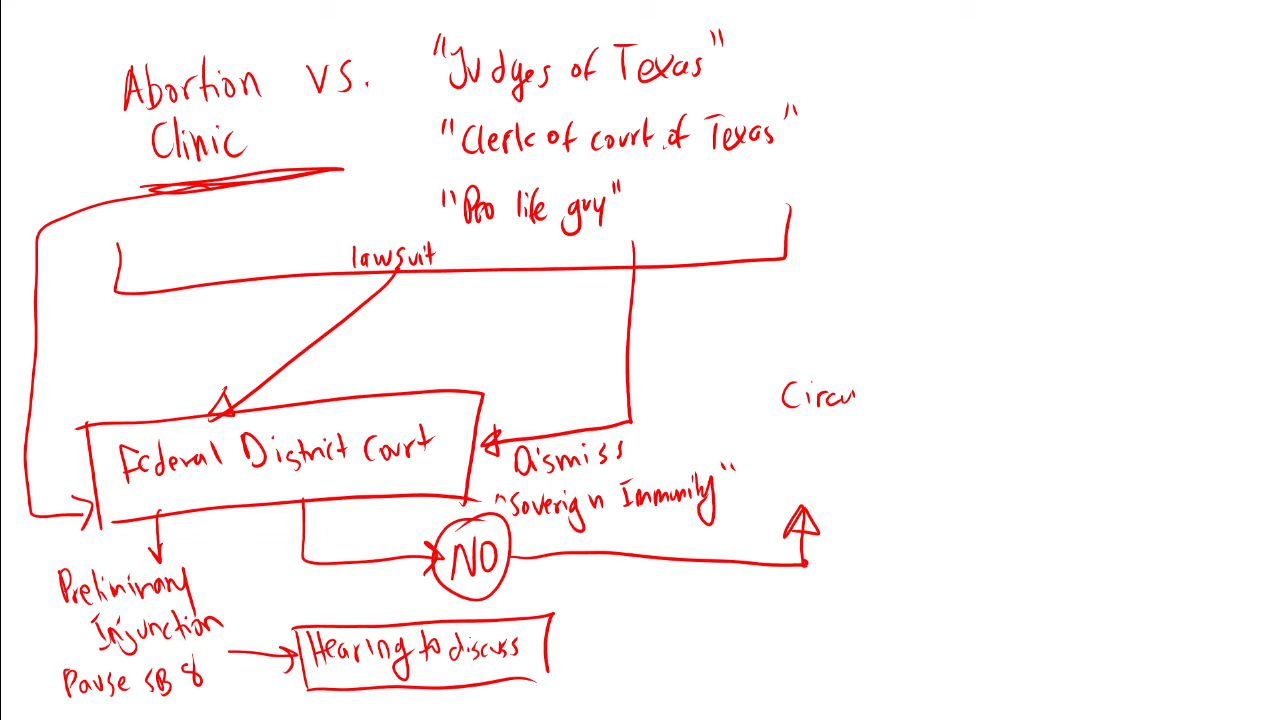 Abortion vs.
Clinic
"Judges of Texas"
"Clerk of court of Texas"
"Pro life guy"
lawsuit
Circu
Federal District Court
Dismiss
"Soverign Immunity"
NO
Preliminary
Injunction
Pause SB 8
Hearing to discuss